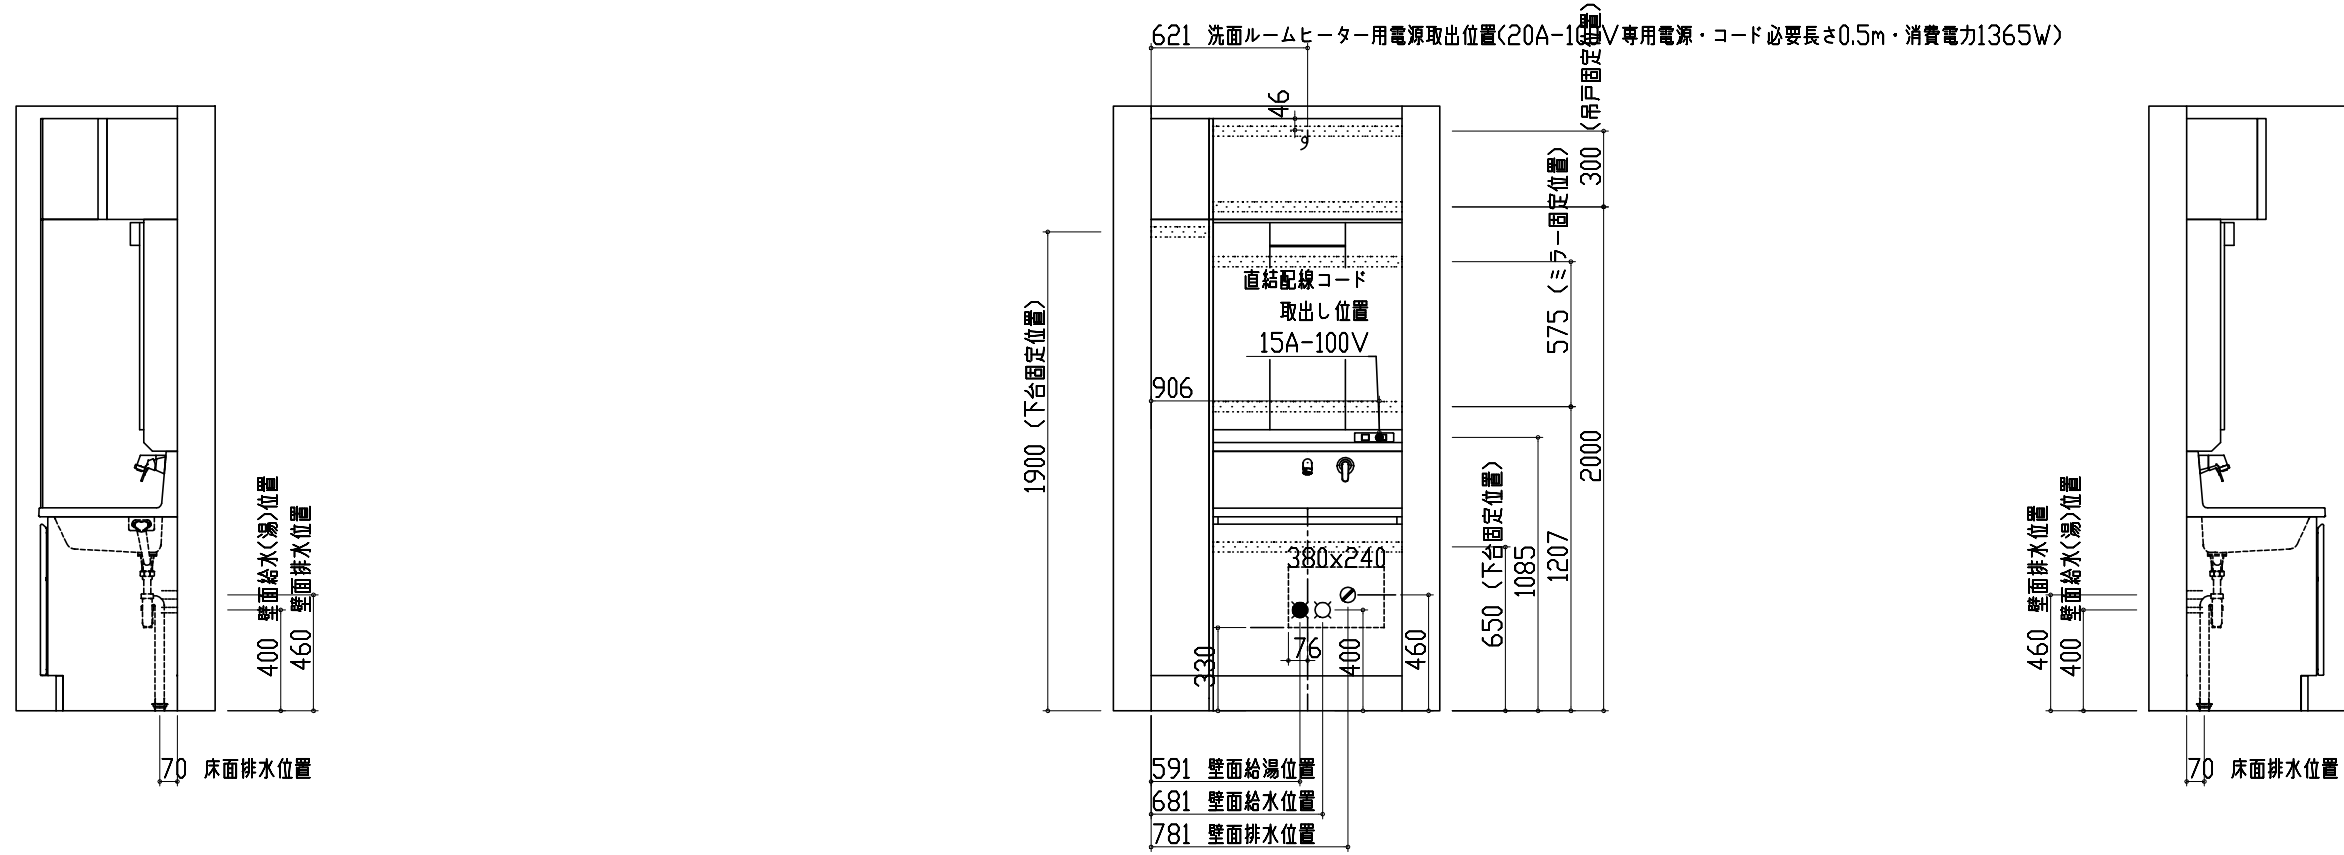 621 洗面ルームヒーター用電源取出位置(20A-100V専用電源・コード必要長さ0.5m・消費電力1365W)
46
300 (吊戸固定位置)
575 (ミラー固定位置)
直結配線コード
取出し位置
15A-100V
906
1900 (下台固定位置)
2000
1207
1085
650 (下台固定位置)
380x240
76
330
400
460
591 壁面給湯位置
681 壁面給水位置
781 壁面排水位置
400 壁面給水(湯)位置
460 壁面排水位置
70 床面排水位置
460 壁面排水位置
400 壁面給水(湯)位置
70 床面排水位置